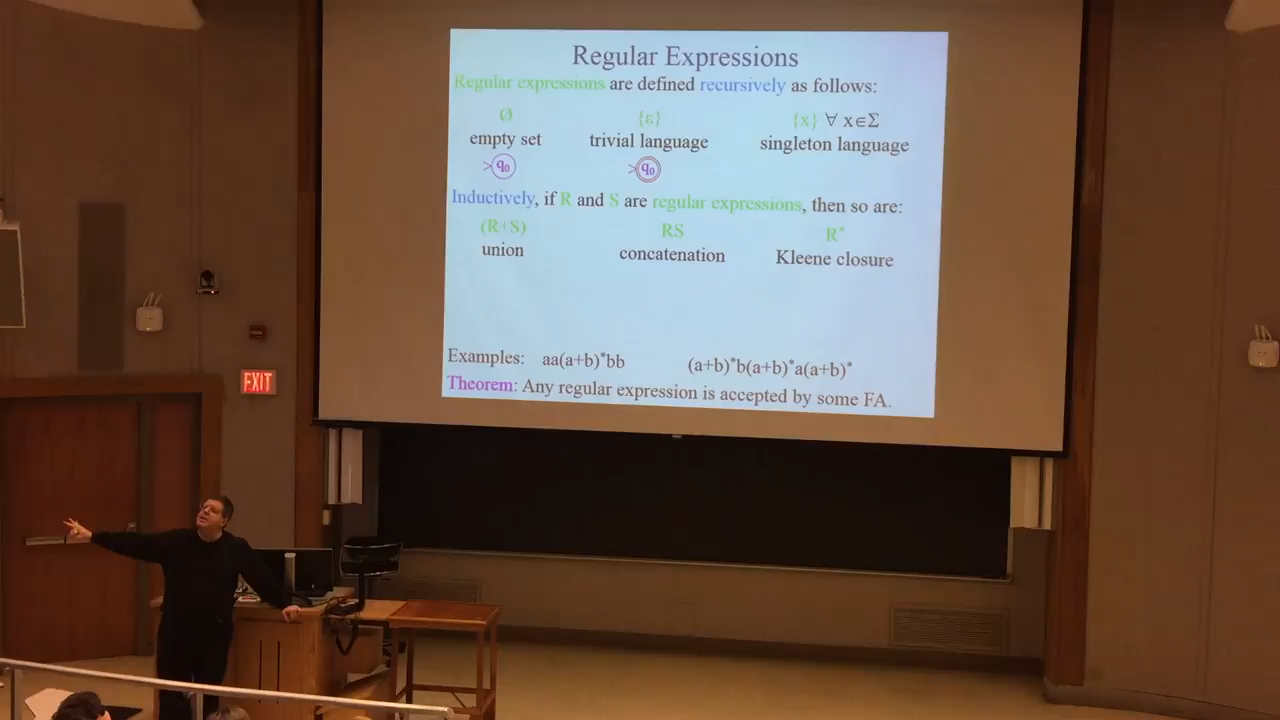 Regular Expressions
Regular expressions are defined recursively as follows:
Ø {ε} {x} ∀ x∈Σ
empty set trivial language singleton language
>q₀ >q₀
Inductively, if R and S are regular expressions, then so are:
(R+S) RS R*
union concatenation Kleene closure
Examples: aa(a+b)*bb (a+b)*b(a+b)*a(a+b)*
Theorem: Any regular expression is accepted by some FA.
EXIT